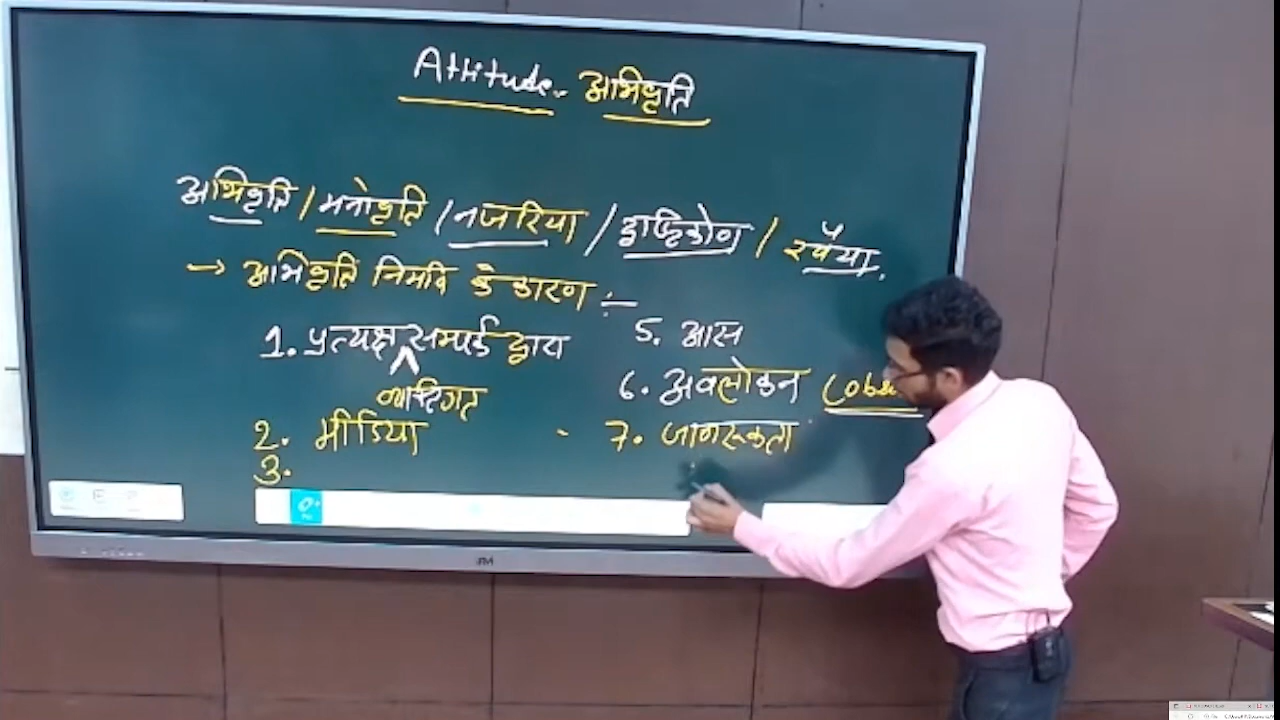 Attitude - अभिवृति
अभिवृति / मनोवृति / नजरिया / दृष्टिकोण / रवैया.
→ अभिवृति निर्माण के कारण :-
1. प्रत्यक्ष सम्पर्क द्वारा
व्यक्तिगत
2. मीडिया
3.
5. आस
6. अवलोकन (obse
7. जागरूकता